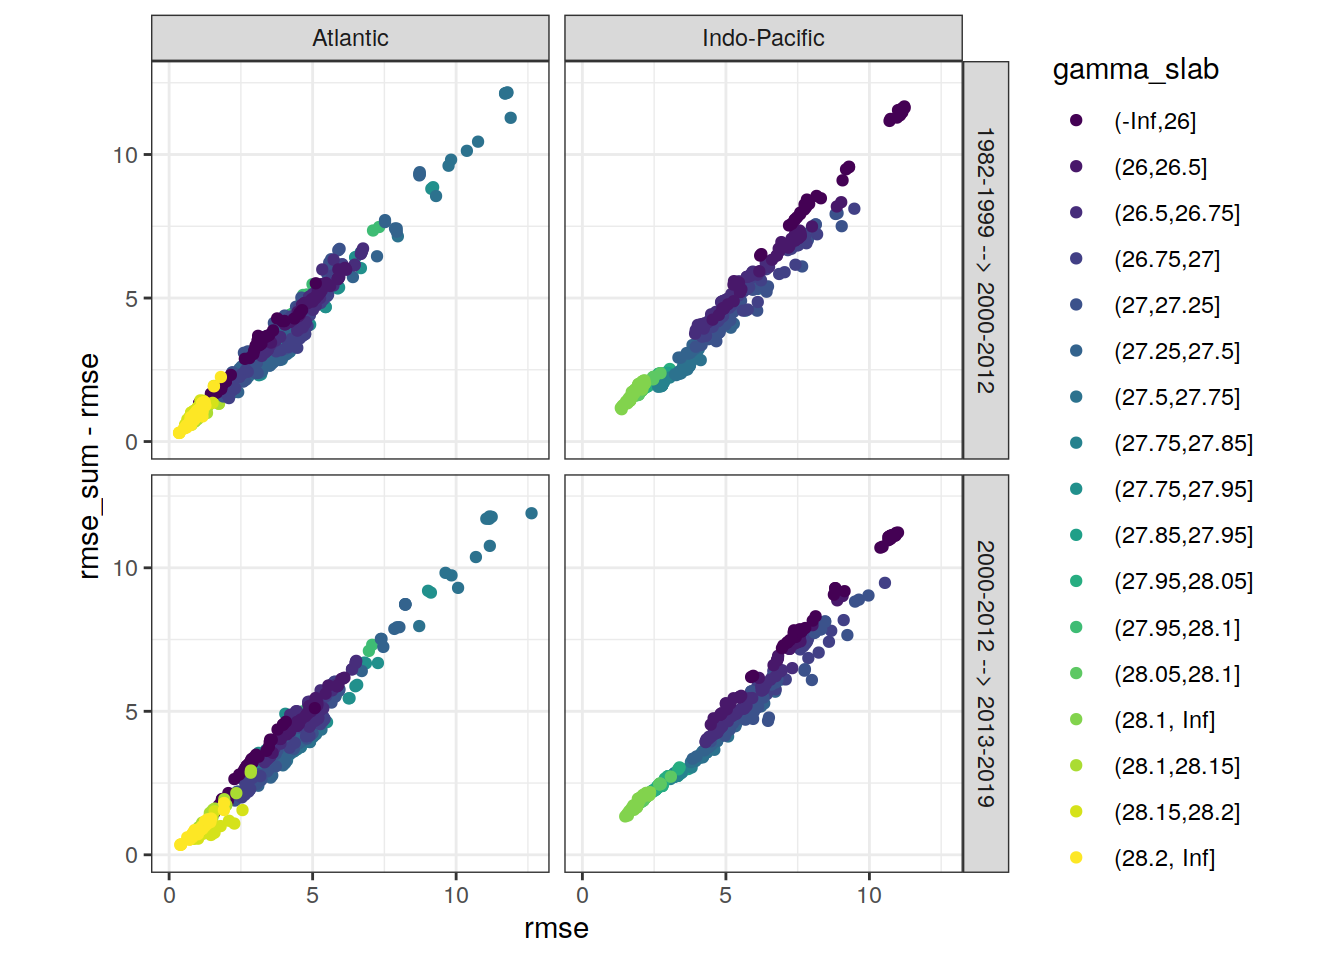 Atlantic
Indo-Pacific
10
5
0
1982-1999 --> 2000-2012
10
5
0
2000-2012 --> 2013-2019
0
5
10
0
5
10
rmse
rmse_sum - rmse
gamma_slab
(-Inf,26]
(26,26.5]
(26.5,26.75]
(26.75,27]
(27,27.25]
(27.25,27.5]
(27.5,27.75]
(27.75,27.85]
(27.75,27.95]
(27.85,27.95]
(27.95,28.05]
(27.95,28.1]
(28.05,28.1]
(28.1, Inf]
(28.1,28.15]
(28.15,28.2]
(28.2, Inf]